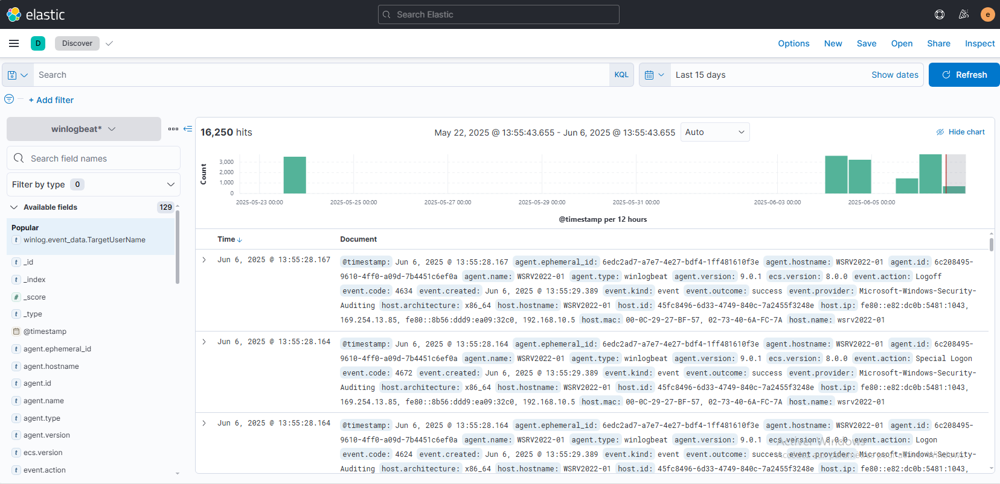 elastic
Search Elastic
e
D
Discover
Options New Save Open Share Inspect
Search
KQL
Last 15 days
Show dates
Refresh
+ Add filter
winlogbeat*
Search field names
Filter by type 0
Available fields 129
Popular
t winlog.event_data.TargetUserName
t _id
t _index
# _score
t _type
@timestamp
t agent.ephemeral_id
t agent.hostname
t agent.id
t agent.name
t agent.type
t agent.version
t ecs.version
t event.action
16,250 hits
May 22, 2025 @ 13:55:43.655 - Jun 6, 2025 @ 13:55:43.655
Auto
Hide chart
Count
3,000
2,000
1,000
0
2025-05-23 00:00 2025-05-25 00:00 2025-05-27 00:00 2025-05-29 00:00 2025-05-31 00:00 2025-06-03 00:00 2025-06-05 00:00
@timestamp per 12 hours
Time Document
Jun 6, 2025 @ 13:55:28.167
@timestamp: Jun 6, 2025 @ 13:55:28.167 agent.ephemeral_id: 6edc2ad7-a7e7-4e27-bdf4-1ff481610f3e agent.hostname: WSRV2022-01 agent.id: 6c208495-
9610-4ff0-a09d-7b4451c6ef0a agent.name: WSRV2022-01 agent.type: winlogbeat agent.version: 9.0.1 ecs.version: 8.0.0 event.action: Logoff
event.code: 4634 event.created: Jun 6, 2025 @ 13:55:29.389 event.kind: event event.outcome: success event.provider: Microsoft-Windows-Security-
Auditing host.architecture: x86_64 host.hostname: WSRV2022-01 host.id: 45fc8496-6d33-4749-840c-7a2455f3248e host.ip: fe80::e82:dc0b:5481:1043,
169.254.13.85, fe80::8b56:ddd9:ea09:32c0, 192.168.10.5 host.mac: 00-0C-29-27-BF-57, 02-73-40-6A-FC-7A host.name: wsrv2022-01
Jun 6, 2025 @ 13:55:28.164
@timestamp: Jun 6, 2025 @ 13:55:28.164 agent.ephemeral_id: 6edc2ad7-a7e7-4e27-bdf4-1ff481610f3e agent.hostname: WSRV2022-01 agent.id: 6c208495-
9610-4ff0-a09d-7b4451c6ef0a agent.name: WSRV2022-01 agent.type: winlogbeat agent.version: 9.0.1 ecs.version: 8.0.0 event.action: Special Logon
event.code: 4672 event.created: Jun 6, 2025 @ 13:55:29.389 event.kind: event event.outcome: success event.provider: Microsoft-Windows-Security-
Auditing host.architecture: x86_64 host.hostname: WSRV2022-01 host.id: 45fc8496-6d33-4749-840c-7a2455f3248e host.ip: fe80::e82:dc0b:5481:1043,
169.254.13.85, fe80::8b56:ddd9:ea09:32c0, 192.168.10.5 host.mac: 00-0C-29-27-BF-57, 02-73-40-6A-FC-7A host.name: wsrv2022-01
Jun 6, 2025 @ 13:55:28.164
@timestamp: Jun 6, 2025 @ 13:55:28.164 agent.ephemeral_id: 6edc2ad7-a7e7-4e27-bdf4-1ff481610f3e agent.hostname: WSRV2022-01 agent.id: 6c208495-
9610-4ff0-a09d-7b4451c6ef0a agent.name: WSRV2022-01 agent.type: winlogbeat agent.version: 9.0.1 ecs.version: 8.0.0 event.action: Logon
event.code: 4624 event.created: Jun 6, 2025 @ 13:55:29.389 event.kind: event event.outcome: success event.provider: Microsoft-Windows-Security-
Auditing host.architecture: x86_64 host.hostname: WSRV2022-01 host.id: 45fc8496-6d33-4749-840c-7a2455f3248e host.ip: fe80::e82:dc0b:5481:1043,
Activer Windows
Accédez aux paramètres pour activer Windows.